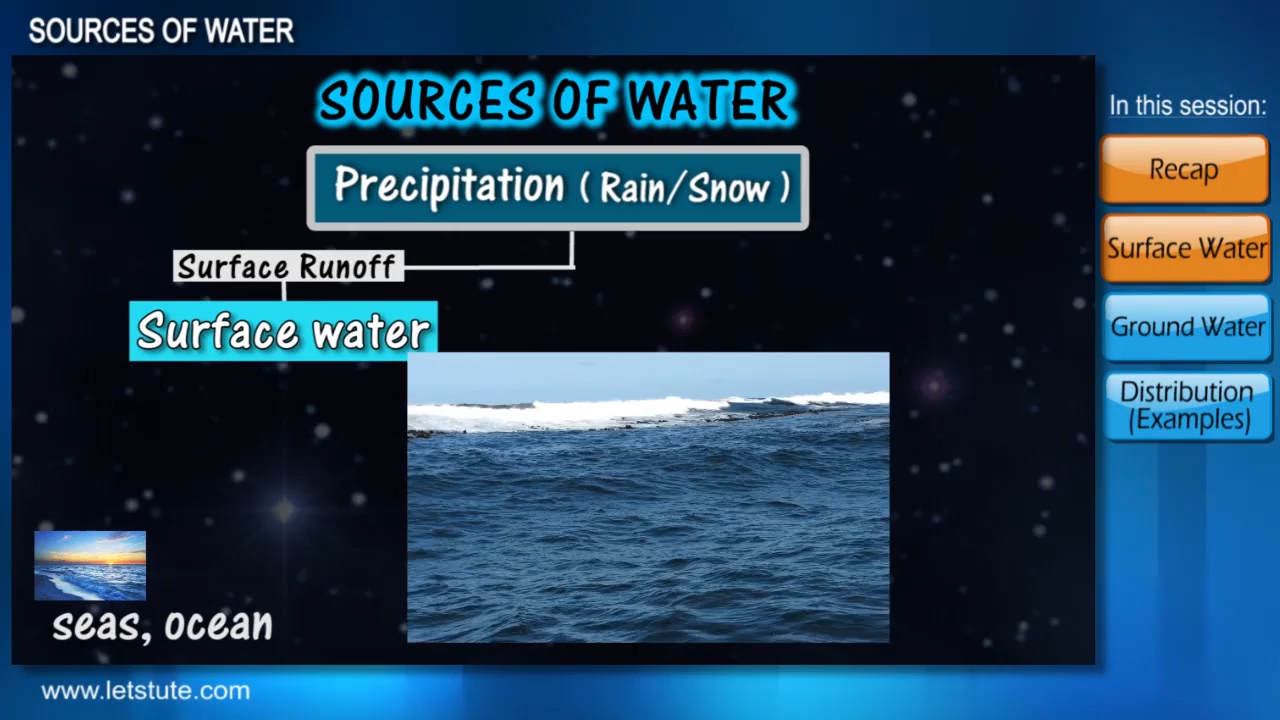 SOURCES OF WATER
SOURCES OF WATER
Precipitation ( Rain/Snow )
Surface Runoff
Surface water
seas, ocean
www.letstute.com
In this session:
Recap
Surface Water
Ground Water
Distribution
(Examples)